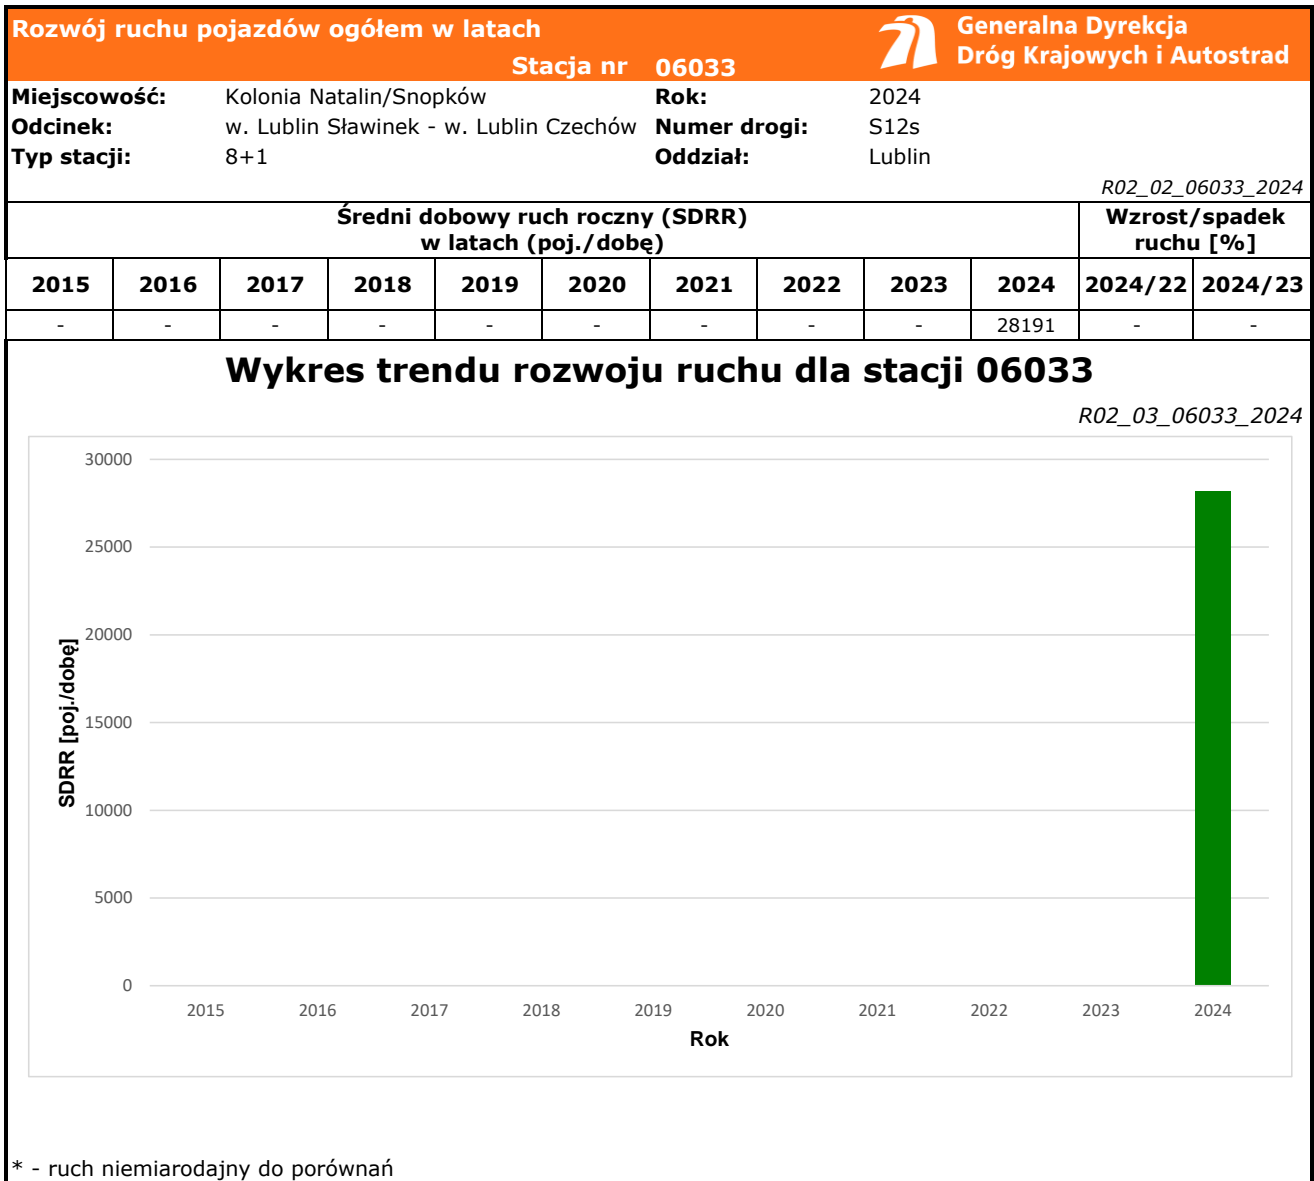 Rozwój ruchu pojazdów ogółem w latach
Generalna Dyrekcja
Dróg Krajowych i Autostrad
Stacja nr 06033
Miejscowość: Kolonia Natalin/Snopków Rok: 2024
Odcinek: w. Lublin Sławinek - w. Lublin Czechów Numer drogi: S12s
Typ stacji: 8+1 Oddział: Lublin
R02_02_06033_2024
Średni dobowy ruch roczny (SDRR)
w latach (poj./dobę)
Wzrost/spadek
ruchu [%]
2015 2016 2017 2018 2019 2020 2021 2022 2023 2024 2024/22 2024/23
- - - - - - - - - 28191 - -
Wykres trendu rozwoju ruchu dla stacji 06033
R02_03_06033_2024
30000
25000
20000
15000
10000
5000
0
SDRR [poj./dobę]
2015 2016 2017 2018 2019 2020 2021 2022 2023 2024
Rok
* - ruch niemiarodajny do porównań